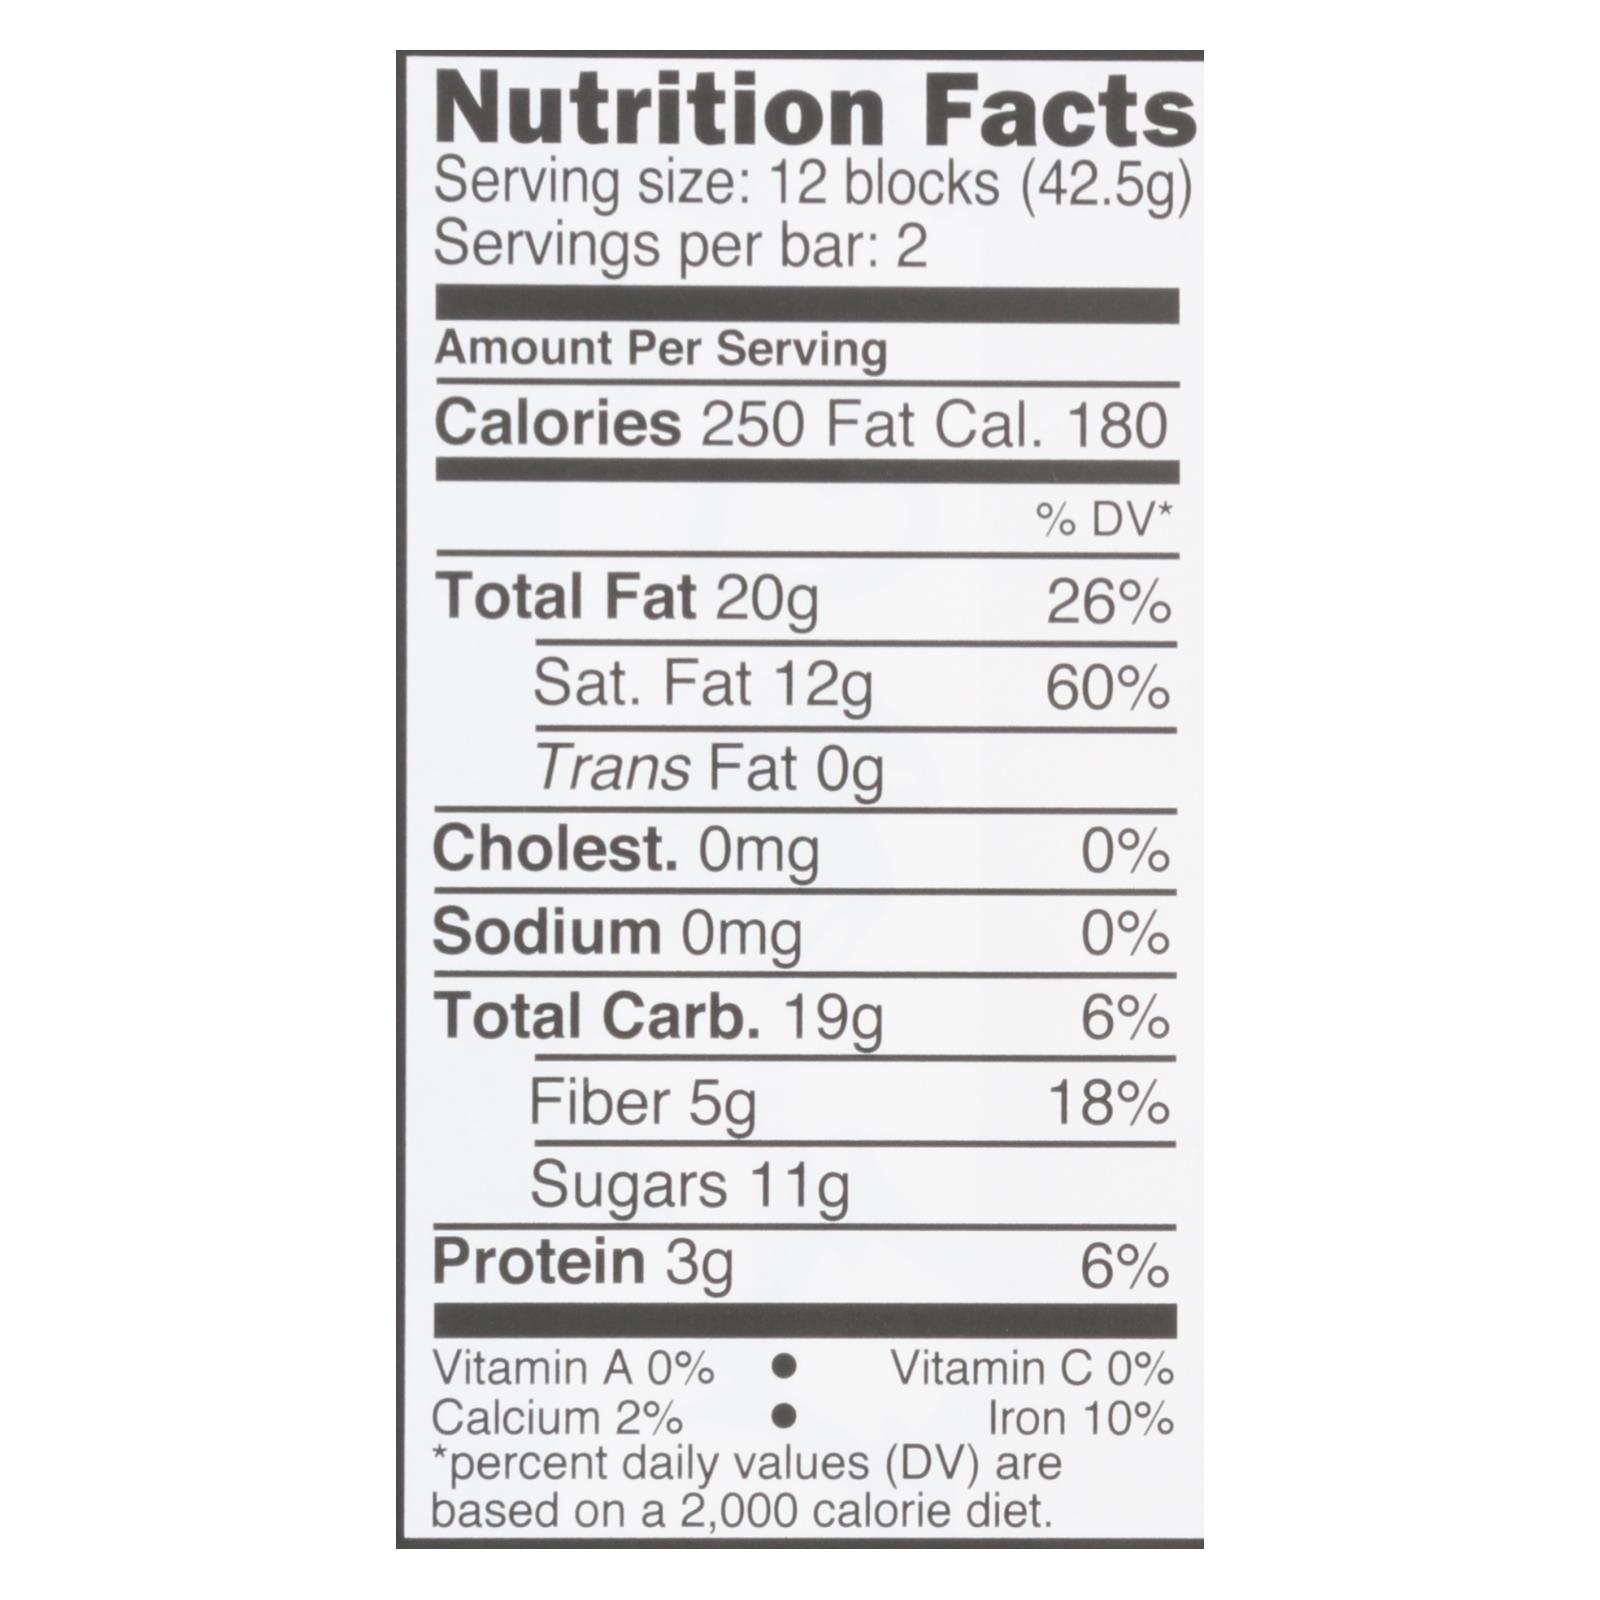 Nutrition Facts
Serving size: 12 blocks (42.5g)
Servings per bar: 2
Amount Per Serving
Calories 250 Fat Cal. 180
% DV*
Total Fat 20g 26%
Sat. Fat 12g 60%
Trans Fat 0g
Cholest. 0mg 0%
Sodium 0mg 0%
Total Carb. 19g 6%
Fiber 5g 18%
Sugars 11g
Protein 3g 6%
Vitamin A 0% ● Vitamin C 0%
Calcium 2% ● Iron 10%
*percent daily values (DV) are
based on a 2,000 calorie diet.